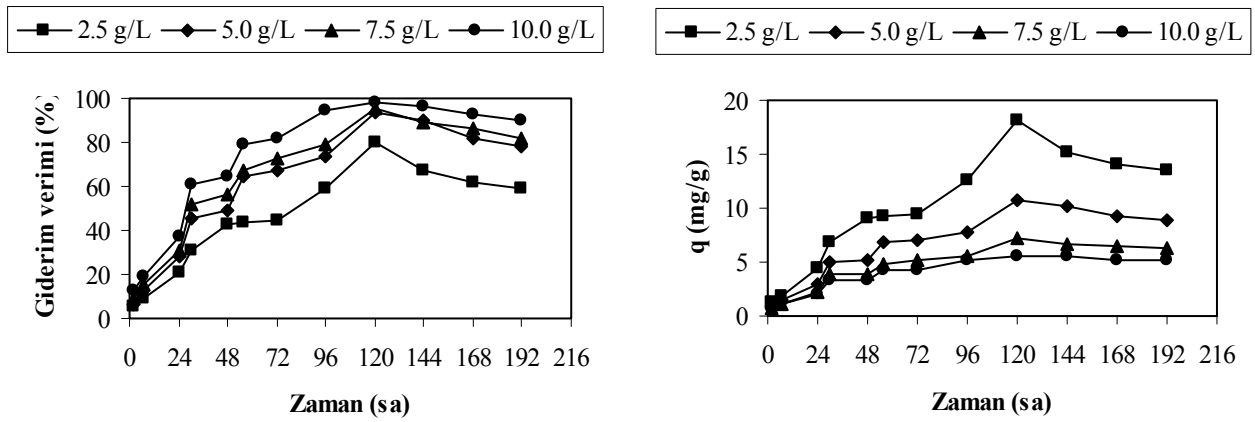 2.5 g/L 5.0 g/L 7.5 g/L 10.0 g/L
Giderim verimi (%)
100
80
60
40
20
0
0 24 48 72 96 120 144 168 192 216
Zaman (sa)
2.5 g/L 5.0 g/L 7.5 g/L 10.0 g/L
q (mg/g)
20
15
10
5
0
0 24 48 72 96 120 144 168 192 216
Zaman (sa)